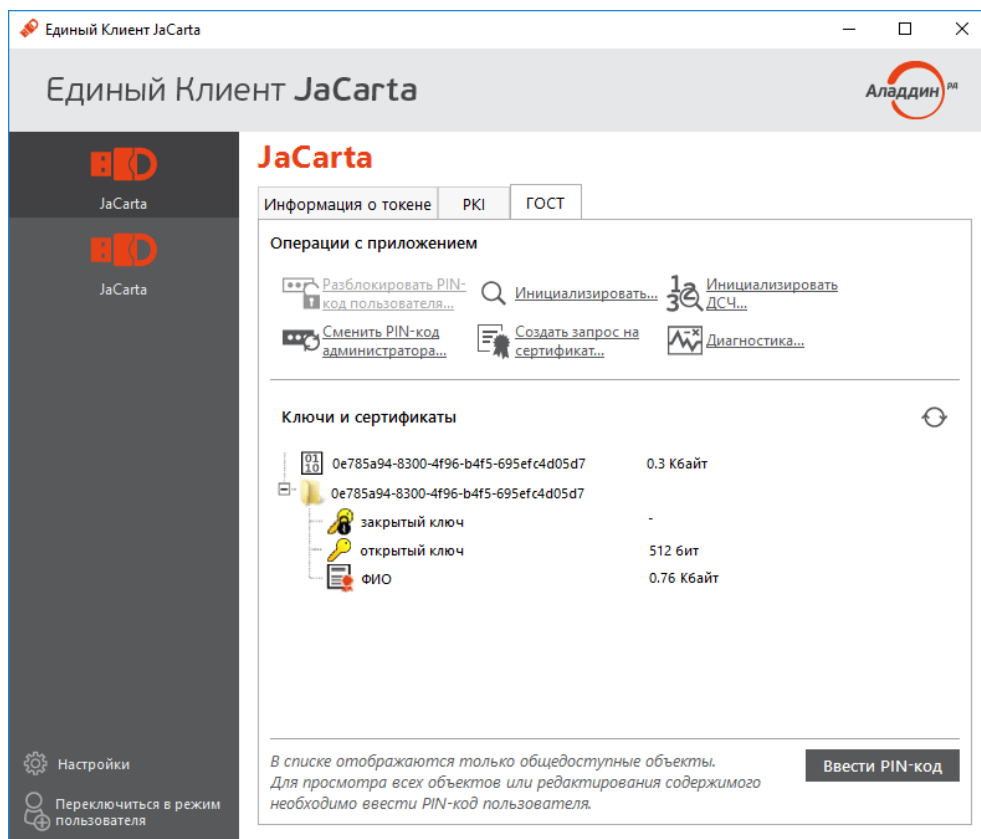 Единый Клиент JaCarta
Единый Клиент JaCarta
Аладдин РД
JaCarta
JaCarta
JaCarta
Информация о токене PKI ГОСТ
Операции с приложением
Разблокировать PIN-
код пользователя...
Инициализировать...
Инициализировать
ДСЧ...
Сменить PIN-код
администратора...
Создать запрос на
сертификат...
Диагностика...
Ключи и сертификаты
0e785a94-8300-4f96-b4f5-695efc4d05d7 0.3 Кбайт
0e785a94-8300-4f96-b4f5-695efc4d05d7
закрытый ключ -
открытый ключ 512 бит
ФИО 0.76 Кбайт
Настройки
Переключиться в режим
пользователя
В списке отображаются только общедоступные объекты.
Для просмотра всех объектов или редактирования содержимого
необходимо ввести PIN-код пользователя.
Ввести PIN-код